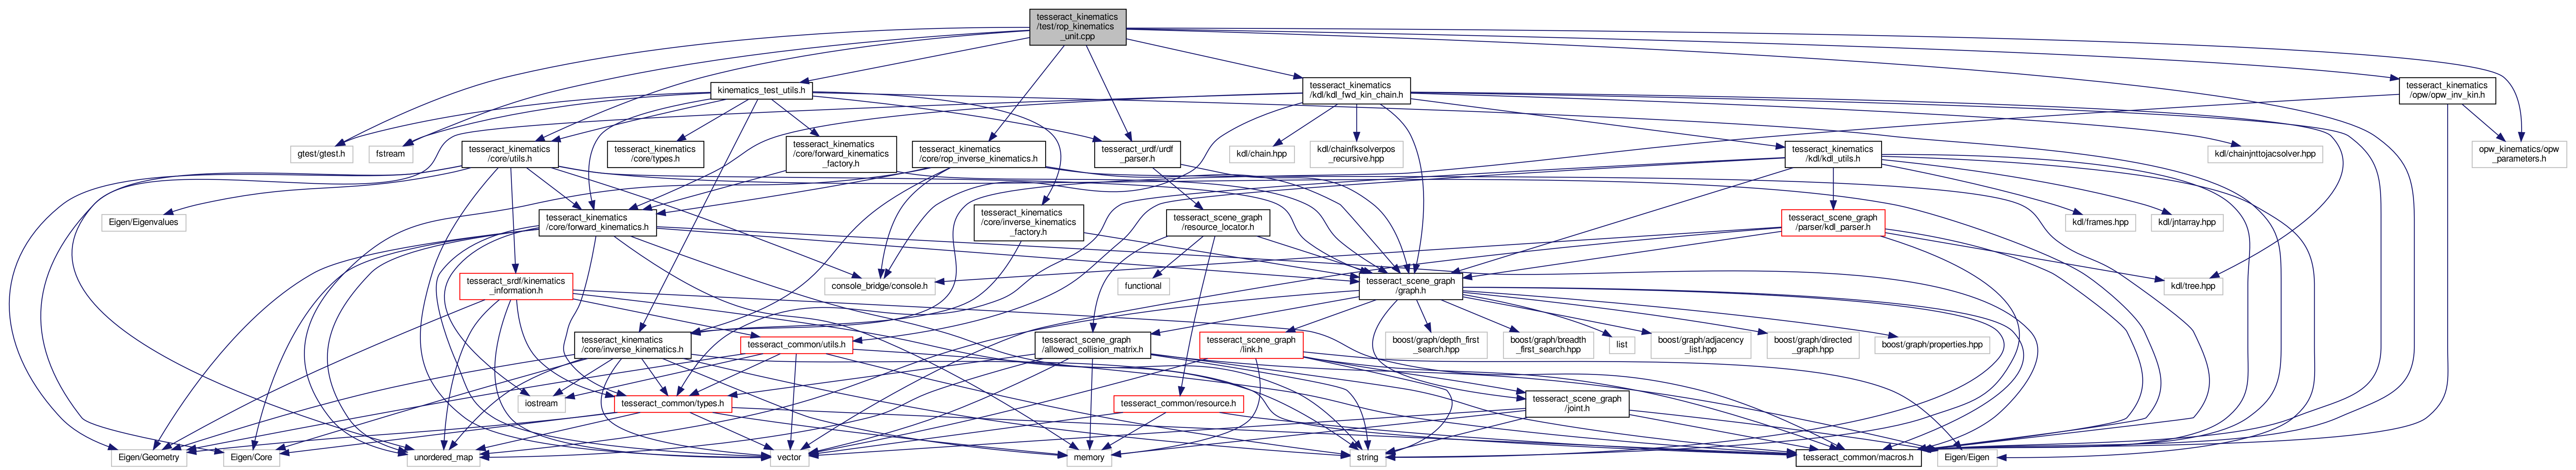 tesseract_kinematics
/test/rop_kinematics
_unit.cpp
kinematics_test_utils.h
tesseract_kinematics
/kdl/kdl_fwd_kin_chain.h
tesseract_kinematics
/opw/opw_inv_kin.h
gtest/gtest.h
fstream
tesseract_kinematics
/core/utils.h
tesseract_kinematics
/core/types.h
tesseract_kinematics
/core/forward_kinematics
_factory.h
tesseract_kinematics
/core/rop_inverse_kinematics.h
tesseract_urdf/urdf
_parser.h
kdl/chain.hpp
kdl/chainfksolverpos
_recursive.hpp
tesseract_kinematics
/kdl/kdl_utils.h
kdl/chainjnttojacsolver.hpp
opw_kinematics/opw
_parameters.h
Eigen/Eigenvalues
tesseract_kinematics
/core/forward_kinematics.h
tesseract_kinematics
/core/inverse_kinematics
_factory.h
tesseract_scene_graph
/resource_locator.h
tesseract_scene_graph
/parser/kdl_parser.h
kdl/frames.hpp
kdl/jntarray.hpp
tesseract_srdf/kinematics
_information.h
console_bridge/console.h
functional
tesseract_scene_graph
/graph.h
kdl/tree.hpp
tesseract_kinematics
/core/inverse_kinematics.h
tesseract_common/utils.h
tesseract_scene_graph
/allowed_collision_matrix.h
tesseract_scene_graph
/link.h
boost/graph/depth_first
_search.hpp
boost/graph/breadth
_first_search.hpp
list
boost/graph/adjacency
_list.hpp
boost/graph/directed
_graph.hpp
boost/graph/properties.hpp
iostream
tesseract_common/types.h
tesseract_common/resource.h
tesseract_scene_graph
/joint.h
Eigen/Geometry
Eigen/Core
unordered_map
vector
memory
string
tesseract_common/macros.h
Eigen/Eigen